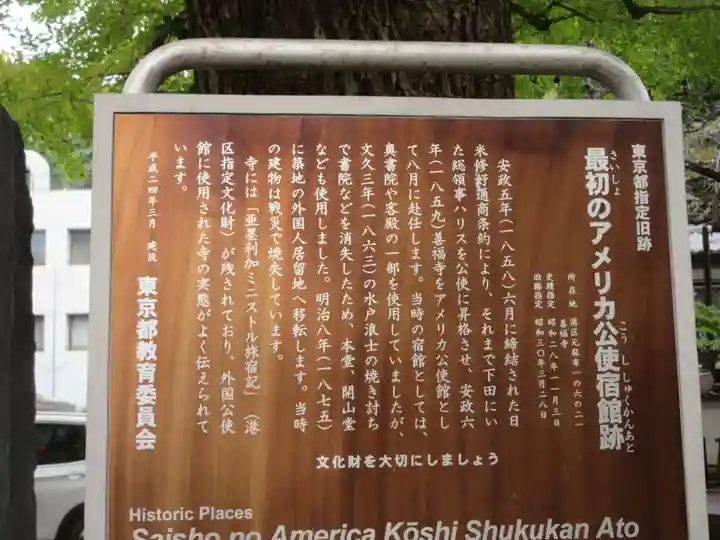 東京都指定旧跡
最初のアメリカ公使宿館跡
さいしょ
こうししゅくかんあと
所在地 港区元麻布一の六の二一
善福寺
史蹟指定 昭和二八年一一月三日
旧跡指定 昭和三〇年三月二八日
安政五年(一八五八)六月に締結された日
米修好通商条約により、それまで下田にい
た総領事ハリスを公使に昇格させ、安政六
年(一八五九)善福寺をアメリカ公使館とし
て八月に赴任します。当時の宿館としては、
奥書院や客殿の一部を使用していましたが、
文久三年(一八六三)の水戸浪士の焼き討ち
で書院などを消失したため、本堂、開山堂
なども使用しました。明治八年(一八七五)
に築地の外国人居留地へ移転します。当時
の建物は戦災で焼失しています。
寺には「亜墨利加ミニストル旅宿記」(港
区指定文化財)が残されており、外国公使
館に使用された寺の実態がよく伝えられて
います。
平成二四年三月 建設
東京都教育委員会
文化財を大切にしましょう
Historic Places
Saisho no America Kōshi Shukukan Ato